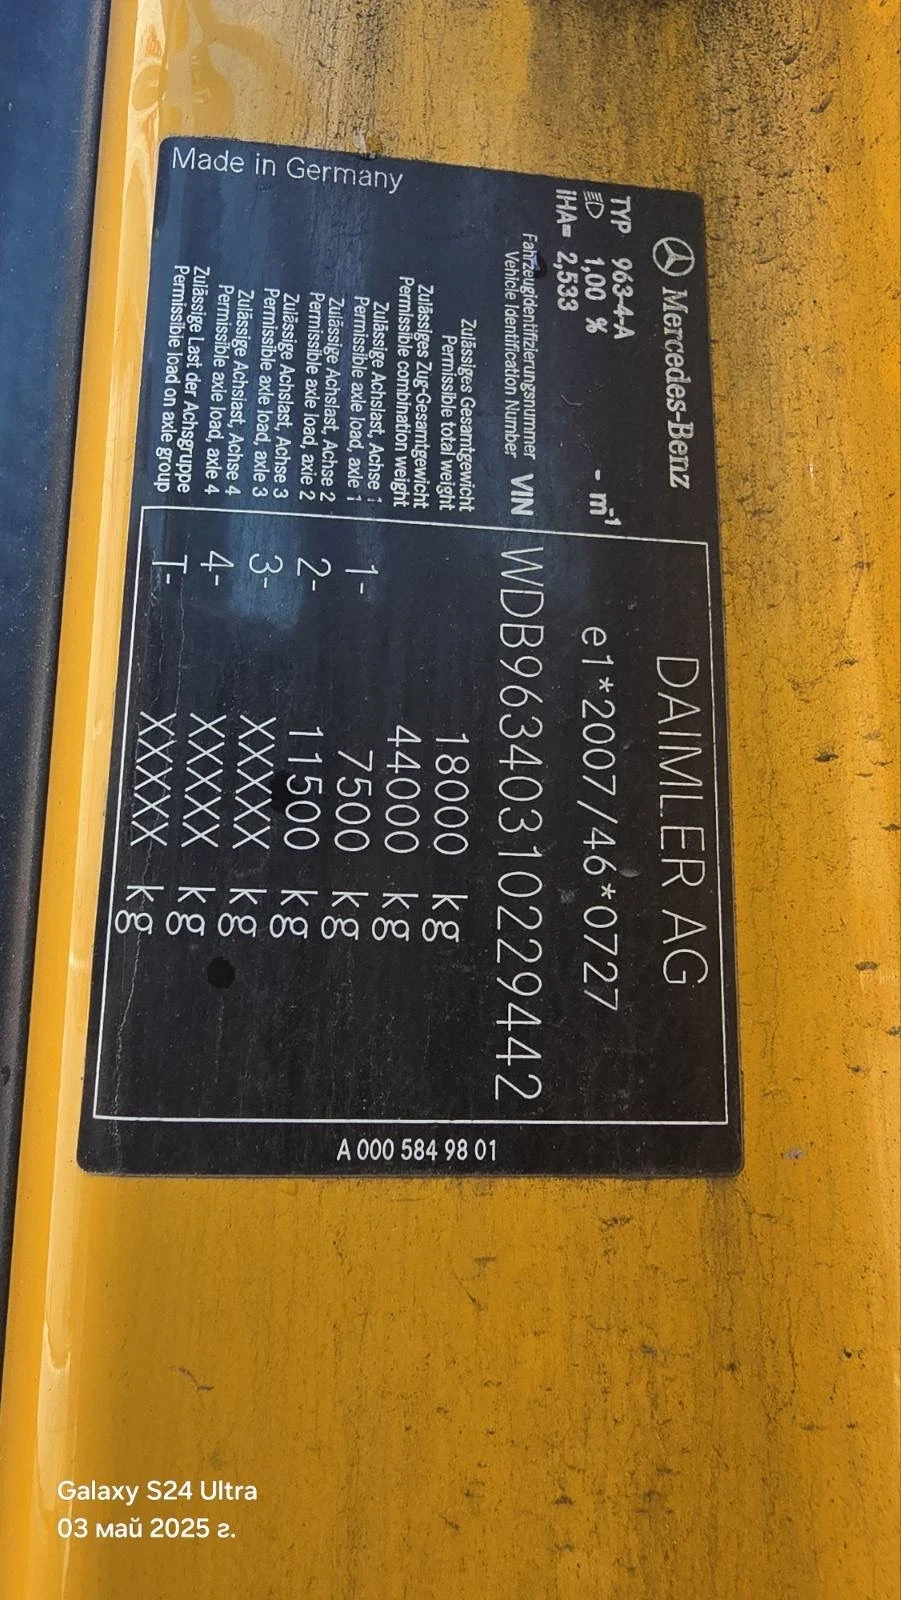 Mercedes-Benz
TYP 963-4-A
1,00 % - m⁻¹
iHA= 2,533
DAIMLER AG
e1*2007/46*0727
Fahrzeugidentifizierungsnummer
Vehicle Identification Number VIN WDB96340310229442
Zulässiges Gesamtgewicht
Permissible total weight 18000 kg
Zulässiges Zug-Gesamtgewicht
Permissible combination weight 44000 kg
Zulässige Achslast, Achse 1
Permissible axle load, axle 1 1- 7500 kg
Zulässige Achslast, Achse 2
Permissible axle load, axle 2 2- 11500 kg
Zulässige Achslast, Achse 3
Permissible axle load, axle 3 3- XXXXX kg
Zulässige Achslast, Achse 4
Permissible axle load, axle 4 4- XXXXX kg
Zulässige Last der Achsgruppe
Permissible load on axle group T- XXXXX kg
Made in Germany
A 000 584 98 01
Galaxy S24 Ultra
03 май 2025 г.